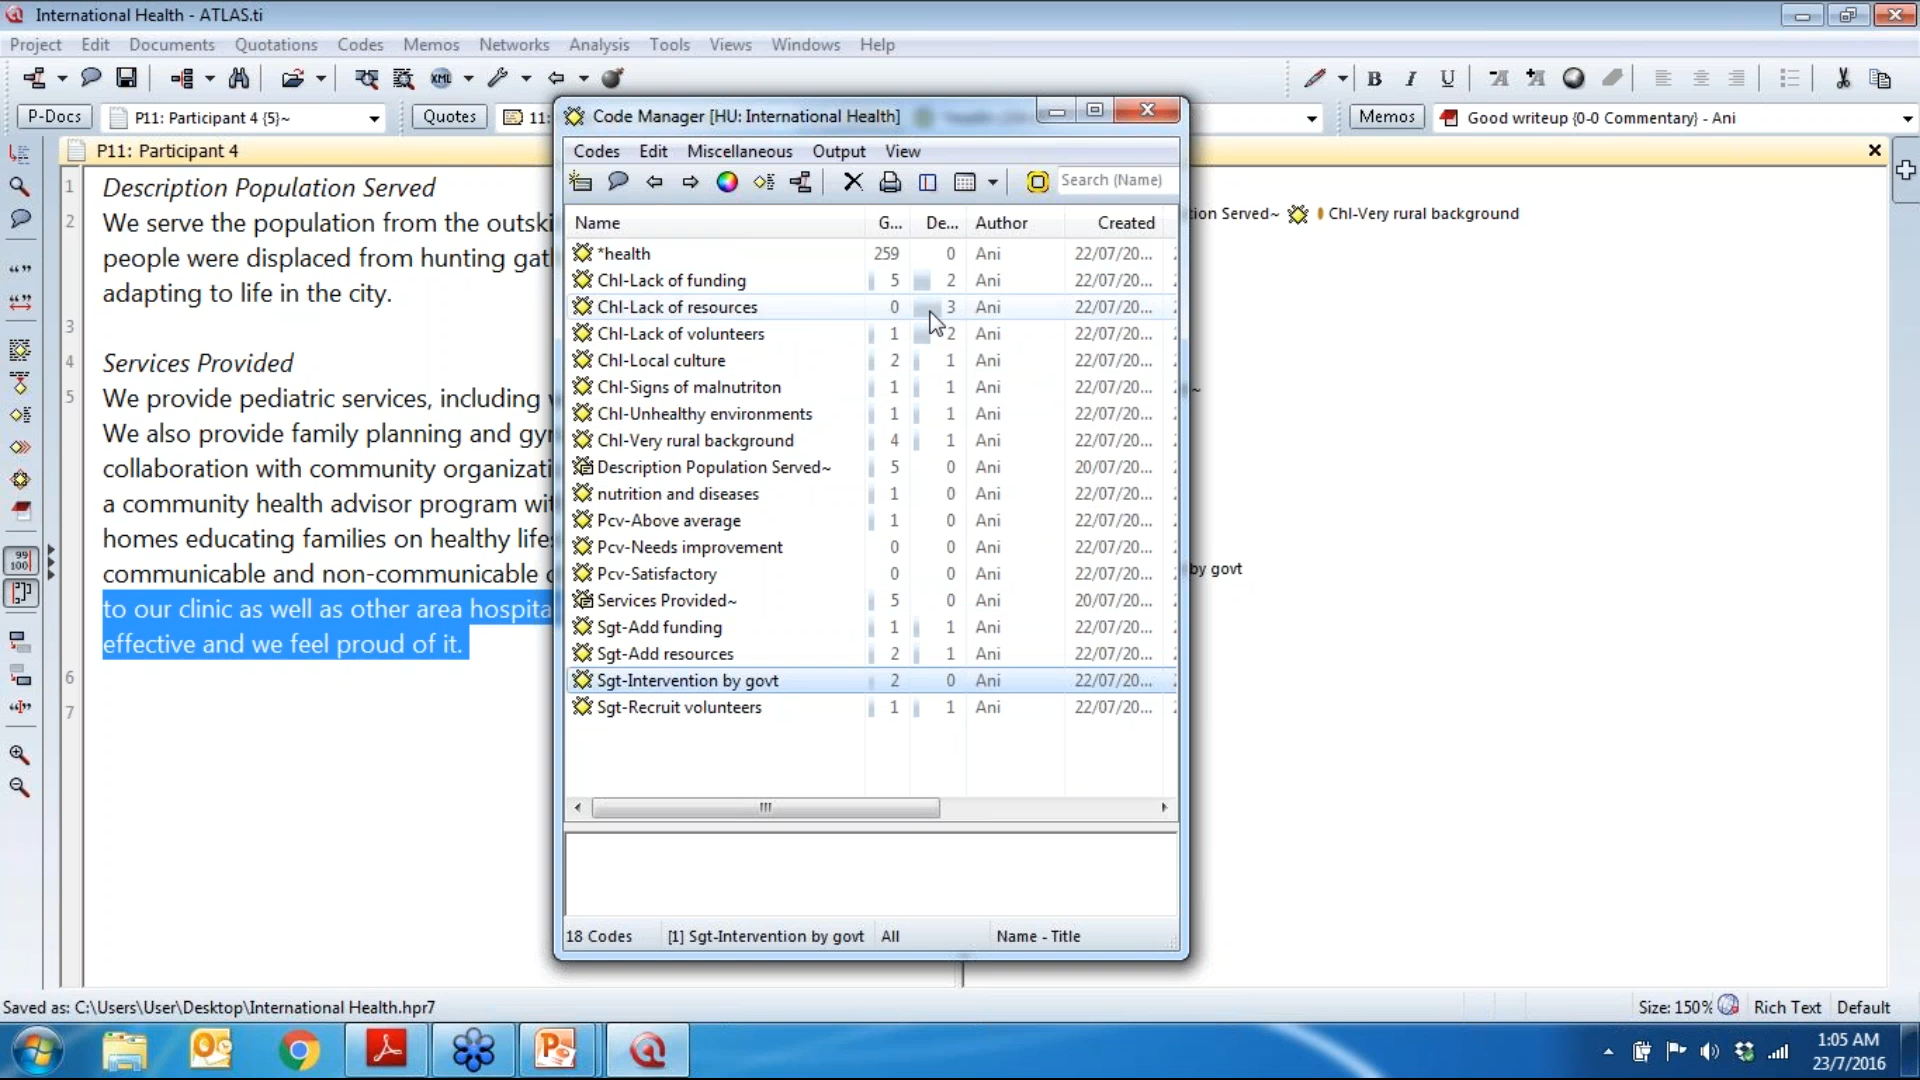 International Health - ATLAS.ti
Project Edit Documents Quotations Codes Memos Networks Analysis Tools Views Windows Help
XML B I U A A
P-Docs P11: Participant 4 {5}~ Quotes 11: Memos Good writeup {0-0 Commentary} - Ani
P11: Participant 4
1 Description Population Served
2 We serve the population from the outski
people were displaced from hunting gat
adapting to life in the city.
3
4 Services Provided
5 We provide pediatric services, including
We also provide family planning and gyn
collaboration with community organizati
a community health advisor program wit
homes educating families on healthy life
communicable and non-communicable
to our clinic as well as other area hospita
effective and we feel proud of it.
6
7
Code Manager [HU: International Health]
Codes Edit Miscellaneous Output View
Search (Name)
Name G... De... Author Created
*health 259 0 Ani 22/07/20...
Chl-Lack of funding 5 2 Ani 22/07/20...
Chl-Lack of resources 0 3 Ani 22/07/20...
Chl-Lack of volunteers 1 2 Ani 22/07/20...
Chl-Local culture 2 1 Ani 22/07/20...
Chl-Signs of malnutriton 1 1 Ani 22/07/20...
Chl-Unhealthy environments 1 1 Ani 22/07/20...
Chl-Very rural background 4 1 Ani 22/07/20...
Description Population Served~ 5 0 Ani 20/07/20...
nutrition and diseases 1 0 Ani 22/07/20...
Pcv-Above average 1 0 Ani 22/07/20...
Pcv-Needs improvement 0 0 Ani 22/07/20...
Pcv-Satisfactory 0 0 Ani 22/07/20...
Services Provided~ 5 0 Ani 20/07/20...
Sgt-Add funding 1 1 Ani 22/07/20...
Sgt-Add resources 2 1 Ani 22/07/20...
Sgt-Intervention by govt 2 0 Ani 22/07/20...
Sgt-Recruit volunteers 1 1 Ani 22/07/20...
18 Codes [1] Sgt-Intervention by govt All Name - Title
ion Served~ Chl-Very rural background
~
by govt
Saved as: C:\Users\User\Desktop\International Health.hpr7 Size: 150% Rich Text Default
1:05 AM
23/7/2016